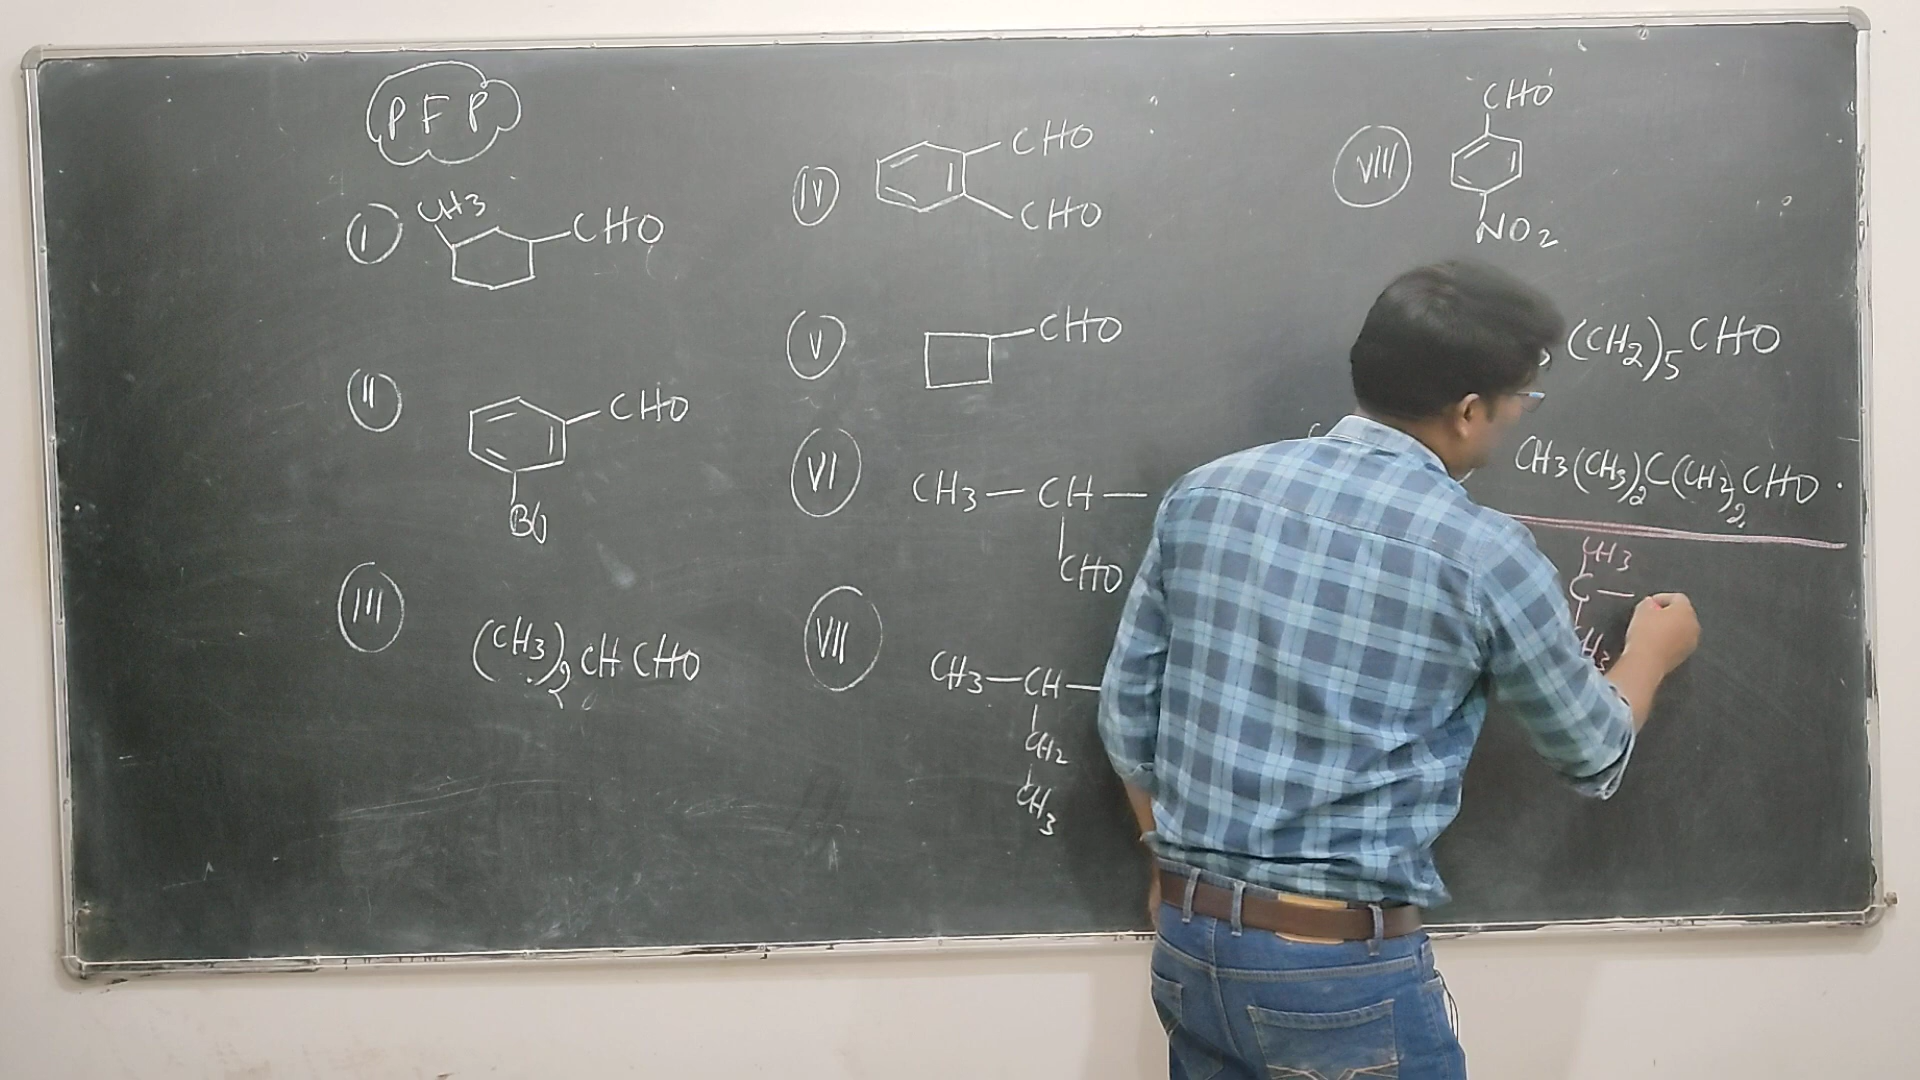 PFP
I
CH3
CHO
II
CHO
Br
III
(CH3)2CHCHO
IV
CHO
CHO
V
CHO
VI
CH3—CH—
CHO
VII
CH3—CH—
CH2
CH3
VIII
CHO
NO2
(CH2)5CHO
CH3(CH3)2C(CH2)2CHO.
CH3
C—
CH3